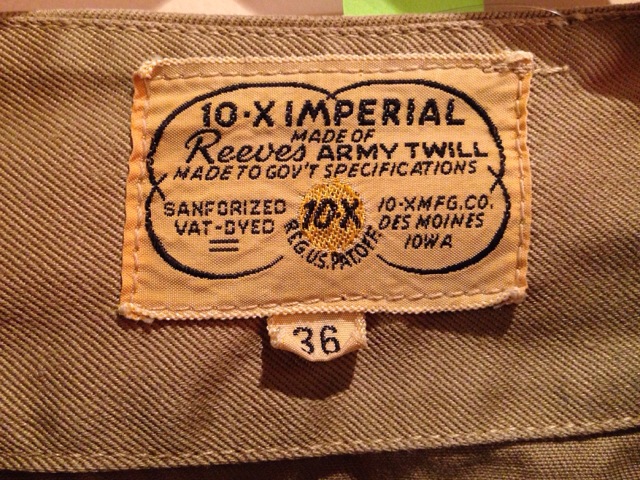 10-X IMPERIAL
MADE OF
Reeves ARMY TWILL
MADE TO GOV'T SPECIFICATIONS
SANFORIZED
VAT-DYED
10-X
REG. U.S. PAT. OFF.
10-X MFG. CO.
DES MOINES
IOWA
36